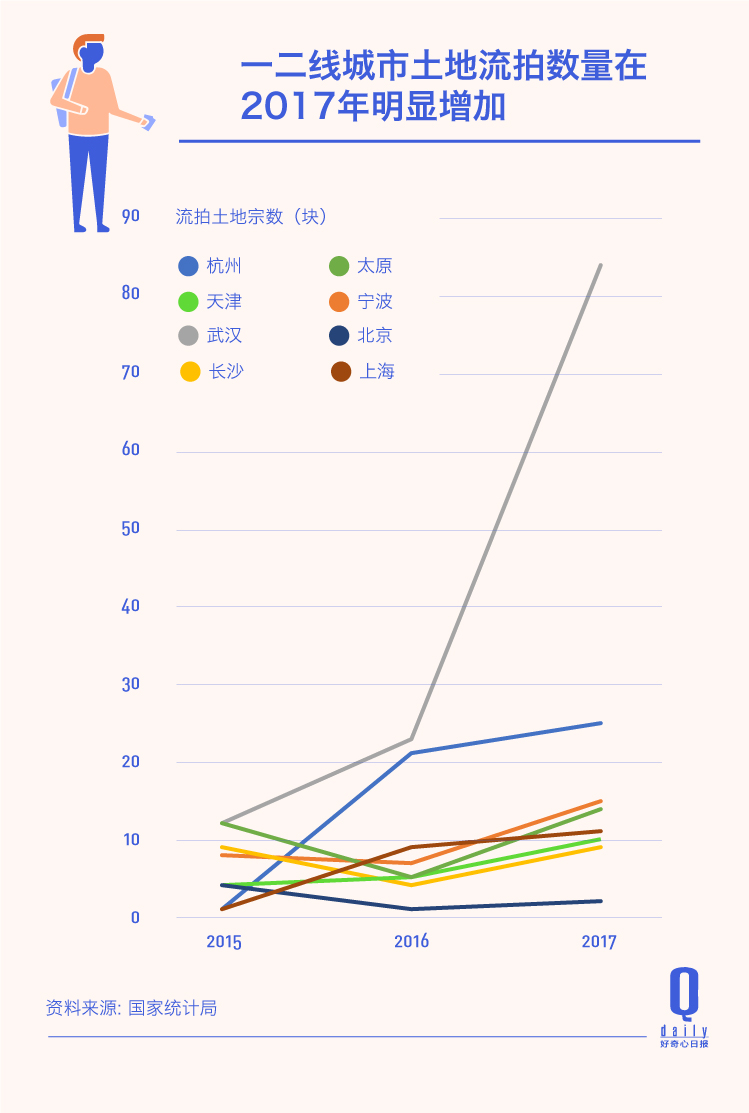 一二线城市土地流拍数量在
2017年明显增加
90
流拍土地宗数（块）
杭州
太原
80
天津
宁波
武汉
北京
70
长沙
上海
60
50
40
30
20
10
0
2015
2016
2017
资料来源: 国家统计局
Q
daily
好奇心日报